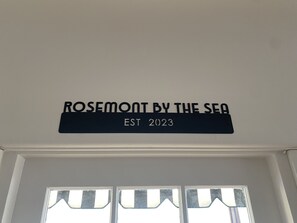 ROSEMONT BY THE SEA
EST 2023